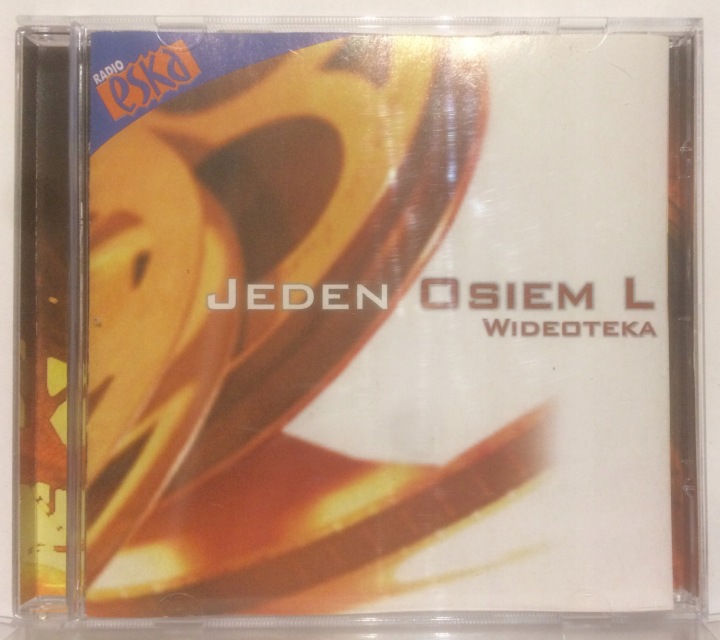 RADIO
eska
JEDEN OSIEM L
WIDEOTEKA